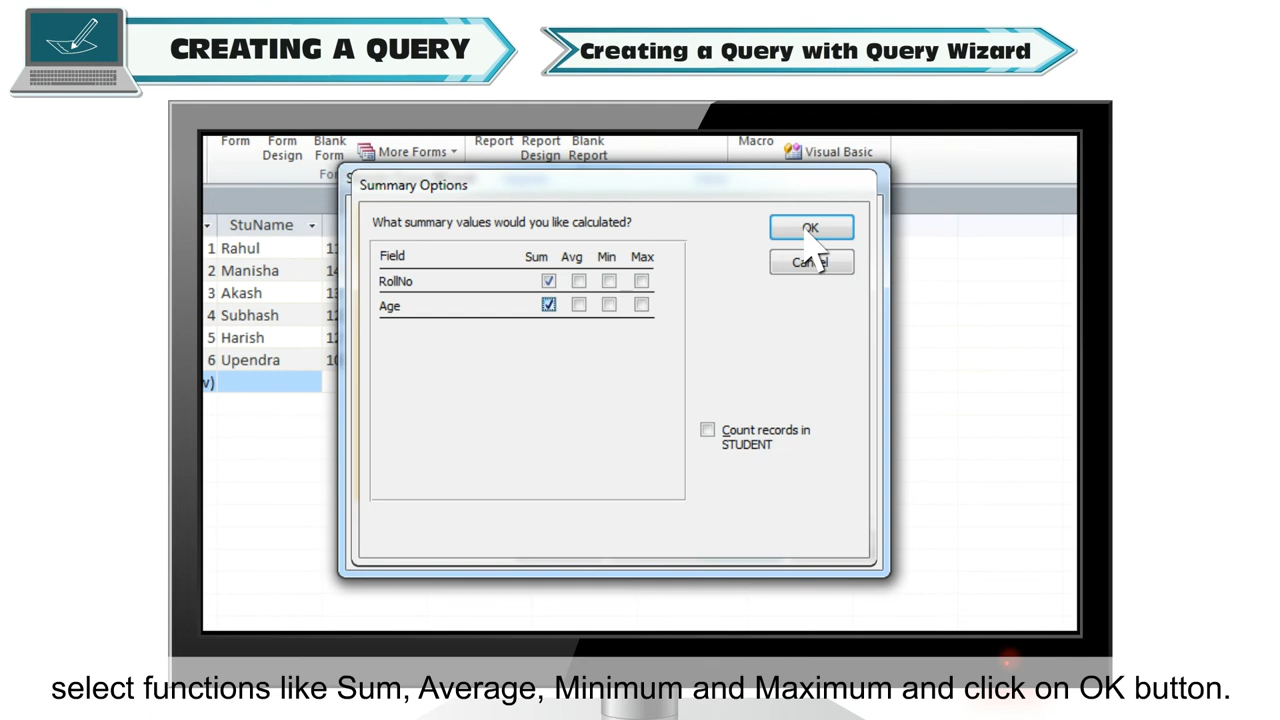 CREATING A QUERY
Creating a Query with Query Wizard
Form Form Blank Report Report Blank Macro
Design Form More Forms Design Report Visual Basic
Summary Options
What summary values would you like calculated?
OK
Cancel
Field Sum Avg Min Max
RollNo
Age
Count records in
STUDENT
StuName
1 Rahul
2 Manisha
3 Akash
4 Subhash
5 Harish
6 Upendra
select functions like Sum, Average, Minimum and Maximum and click on OK button.